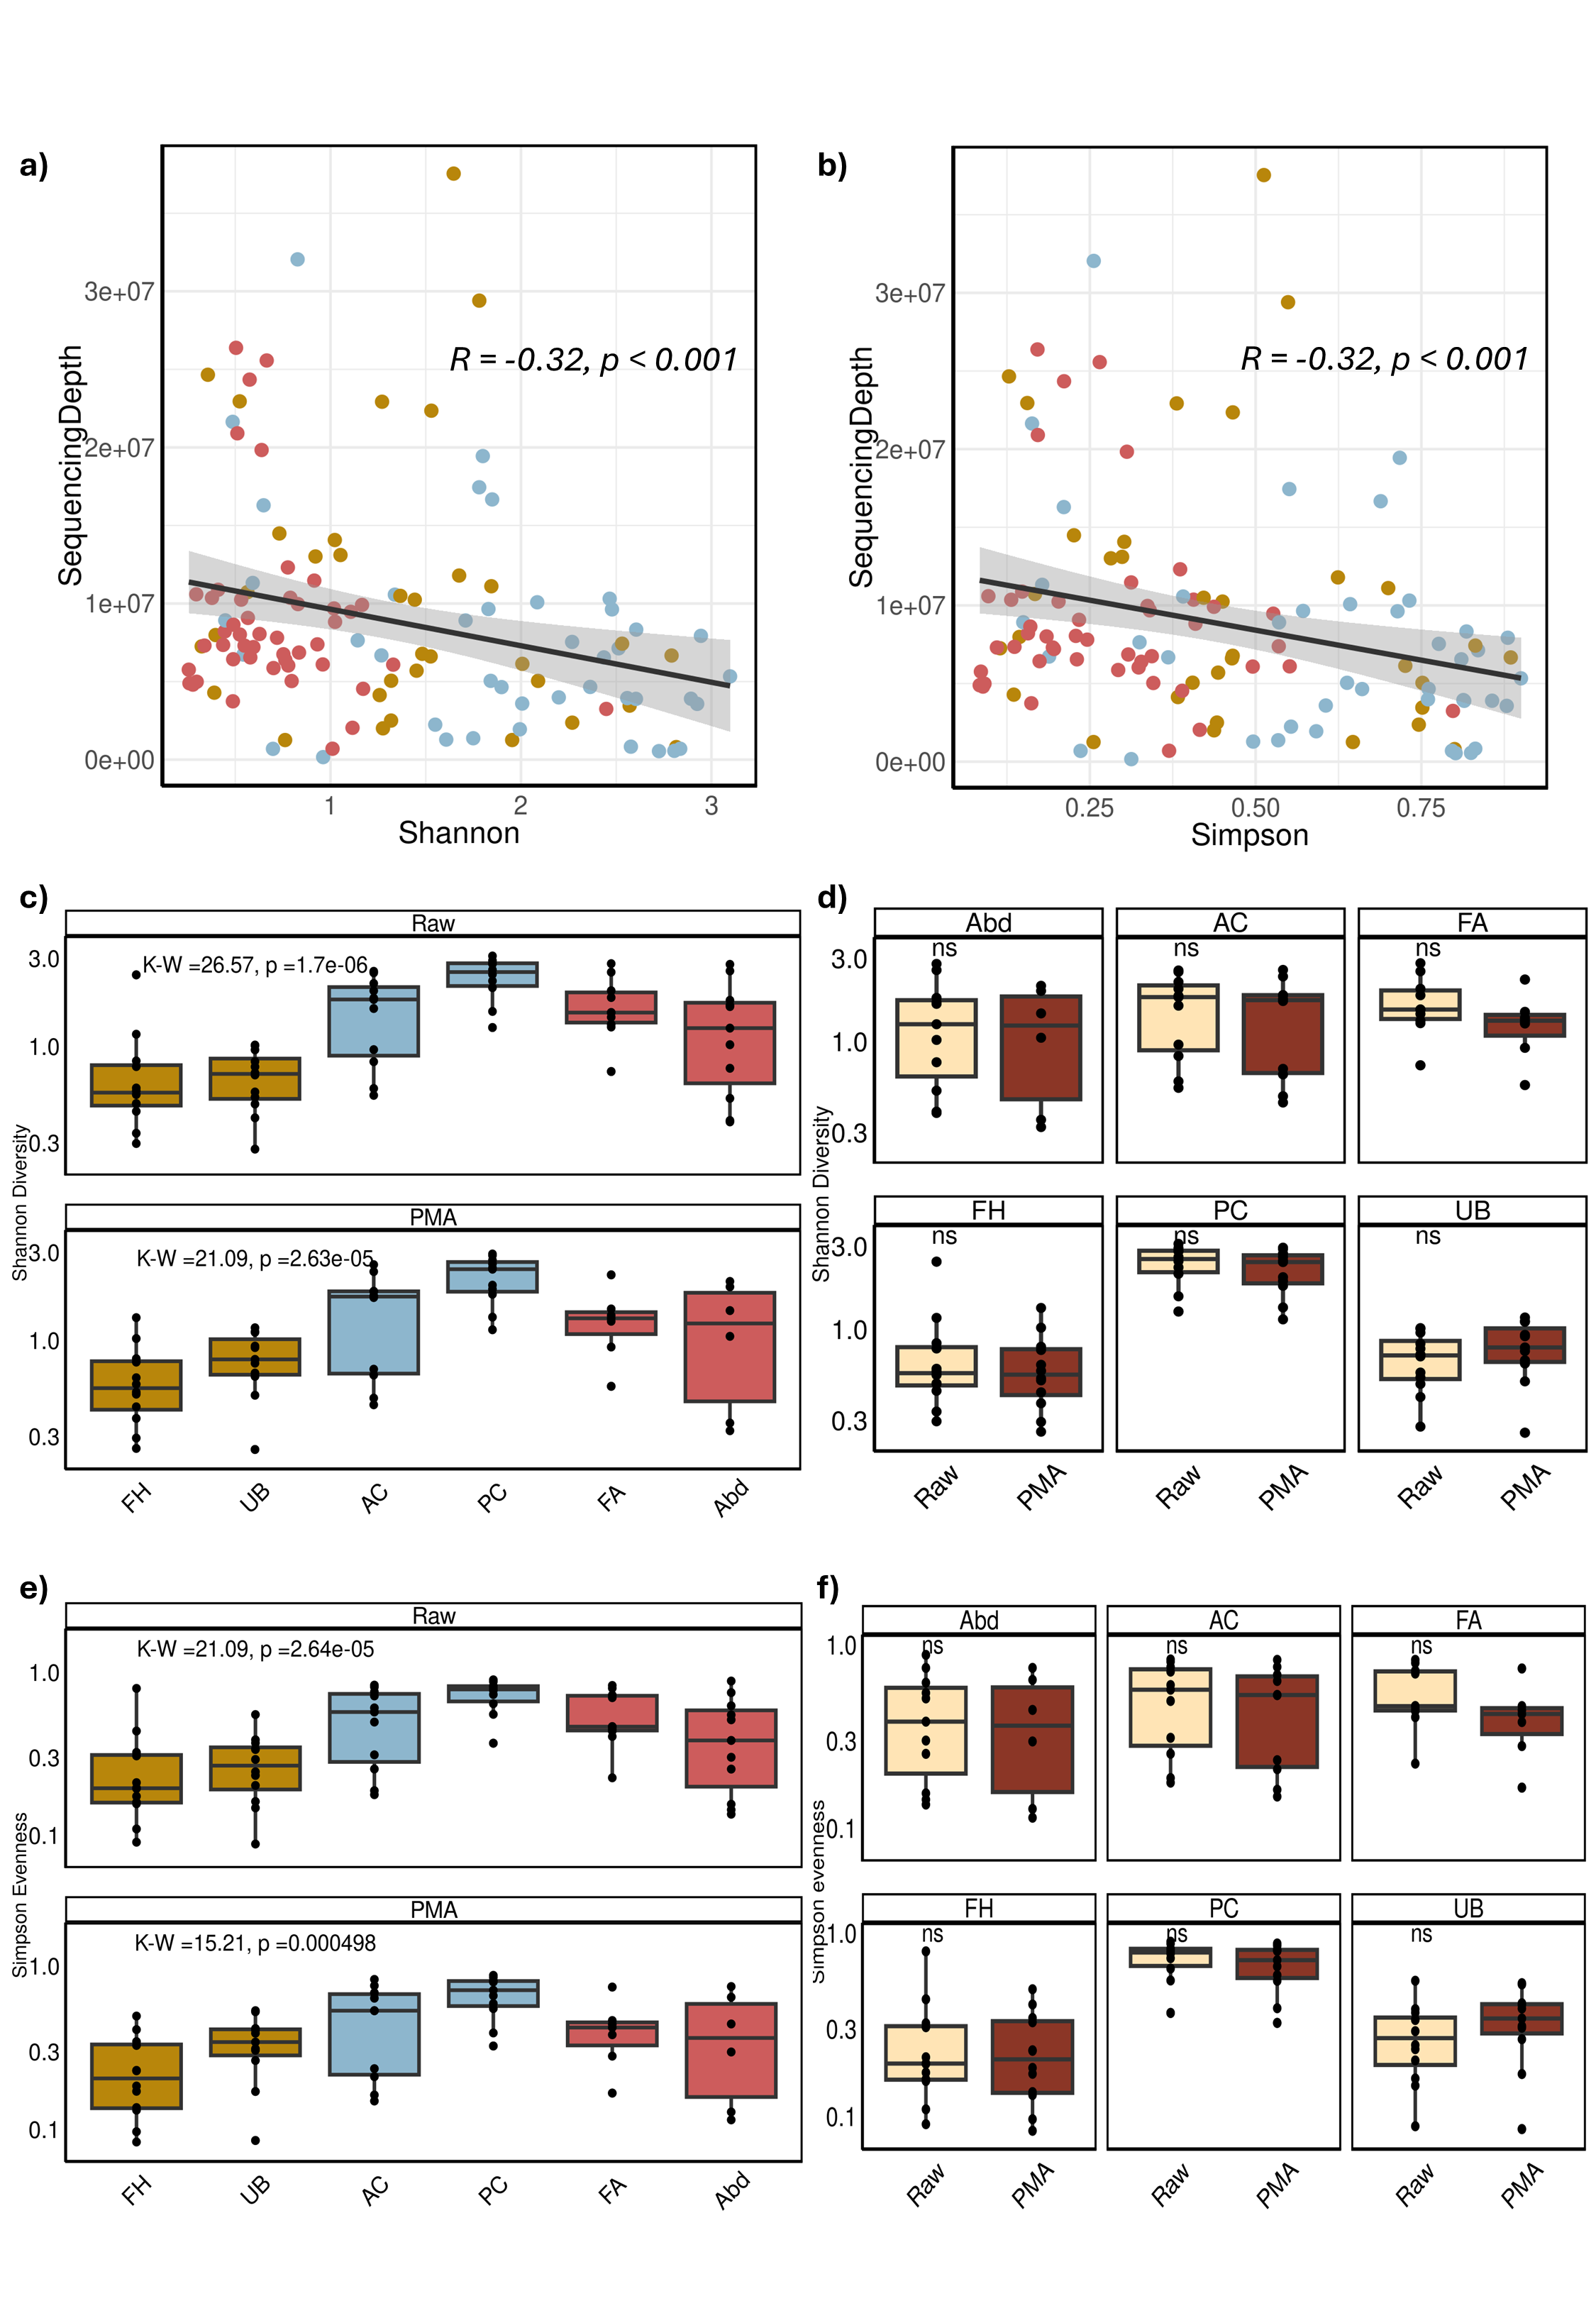 a)
SequencingDepth
3e+07
2e+07
1e+07
0e+00
R = -0.32, p < 0.001
1 2 3
Shannon
b)
SequencingDepth
3e+07
2e+07
1e+07
0e+00
R = -0.32, p < 0.001
0.25 0.50 0.75
Simpson
c)
Shannon Diversity
Raw
K-W =26.57, p =1.7e-06
3.0
1.0
0.3
PMA
K-W =21.09, p =2.63e-05
3.0
1.0
0.3
FH UB AC PC FA Abd
d)
Shannon Diversity
Abd AC FA
ns ns ns
3.0
1.0
0.3
FH PC UB
ns ns ns
3.0
1.0
0.3
Raw PMA Raw PMA Raw PMA
e)
Simpson Evenness
Raw
K-W =21.09, p =2.64e-05
1.0
0.3
0.1
PMA
K-W =15.21, p =0.000498
1.0
0.3
0.1
FH UB AC PC FA Abd
f)
Simpson evenness
Abd AC FA
ns ns ns
1.0
0.3
0.1
FH PC UB
ns ns ns
1.0
0.3
0.1
Raw PMA Raw PMA Raw PMA